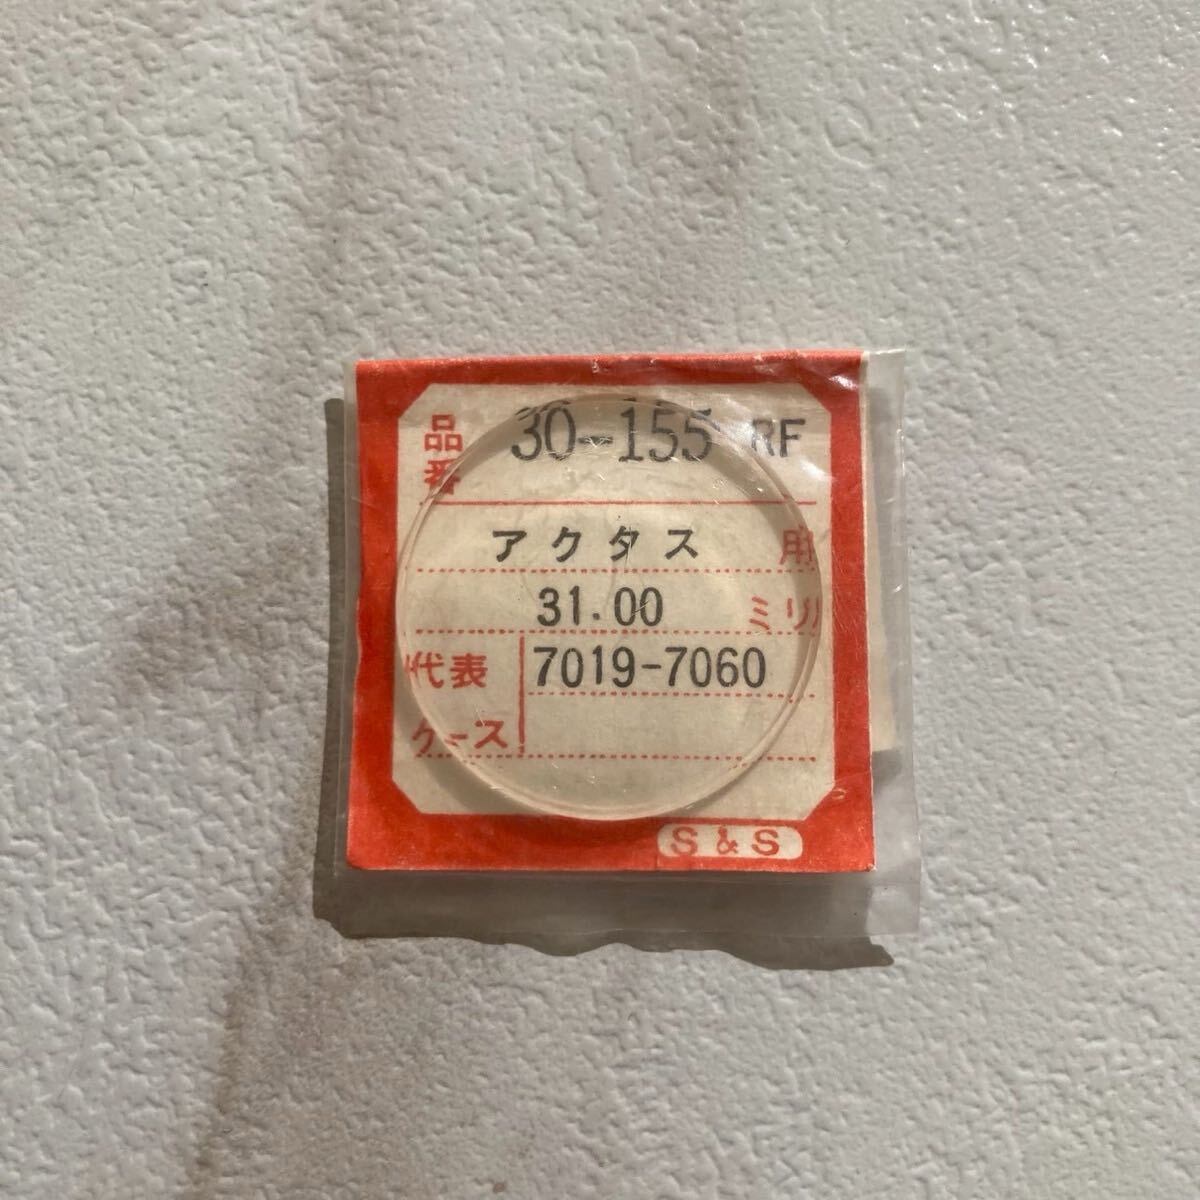 品番 30-155 RF
アクタス 用
31.00 ミリ
代表ケース 7019-7060
S&S